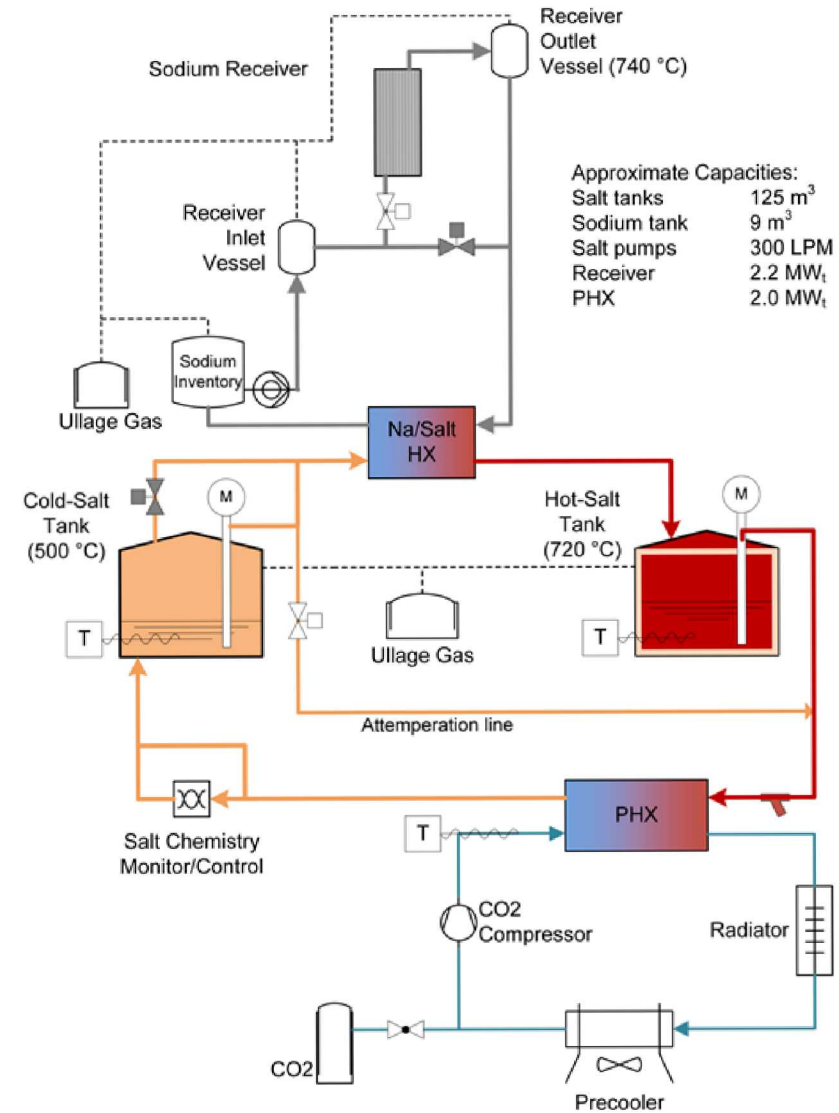 Receiver
Outlet
Vessel (740 °C)
Sodium Receiver
Approximate Capacities:
Salt tanks 125 m³
Sodium tank 9 m³
Salt pumps 300 LPM
Receiver 2.2 MWₜ
PHX 2.0 MWₜ
Receiver
Inlet
Vessel
Sodium
Inventory
Ullage Gas
Na/Salt
HX
Cold-Salt
Tank
(500 °C)
M
Hot-Salt
Tank
(720 °C)
M
T
T
Ullage Gas
Attemperation line
Salt Chemistry
Monitor/Control
PHX
T
CO2
Compressor
Radiator
CO2
Precooler